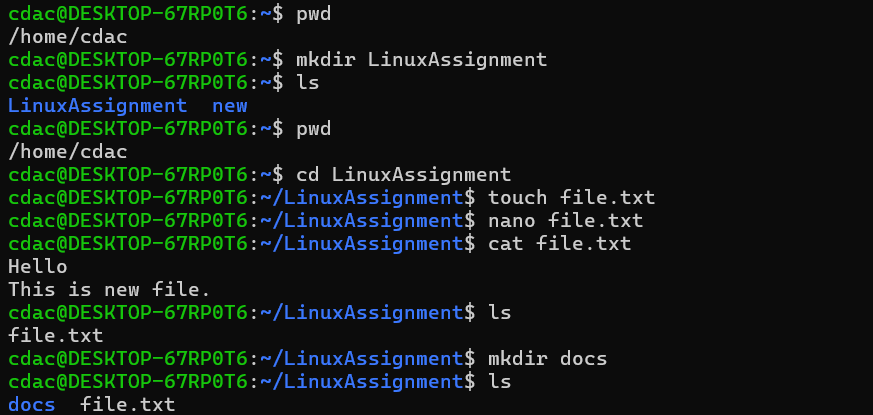 cdac@DESKTOP-67RP0T6:~$ pwd
/home/cdac
cdac@DESKTOP-67RP0T6:~$ mkdir LinuxAssignment
cdac@DESKTOP-67RP0T6:~$ ls
LinuxAssignment  new
cdac@DESKTOP-67RP0T6:~$ pwd
/home/cdac
cdac@DESKTOP-67RP0T6:~$ cd LinuxAssignment
cdac@DESKTOP-67RP0T6:~/LinuxAssignment$ touch file.txt
cdac@DESKTOP-67RP0T6:~/LinuxAssignment$ nano file.txt
cdac@DESKTOP-67RP0T6:~/LinuxAssignment$ cat file.txt
Hello
This is new file.
cdac@DESKTOP-67RP0T6:~/LinuxAssignment$ ls
file.txt
cdac@DESKTOP-67RP0T6:~/LinuxAssignment$ mkdir docs
cdac@DESKTOP-67RP0T6:~/LinuxAssignment$ ls
docs  file.txt